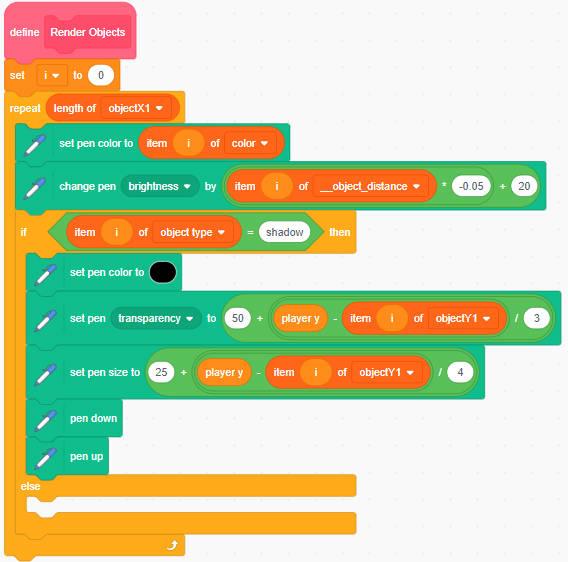 define Render Objects
set i to 0
repeat length of objectX1
set pen color to item i of color
change pen brightness by item i of __object_distance * -0.05 + 20
if item i of object type = shadow then
set pen color to
set pen transparency to 50 + player y - item i of objectY1 / 3
set pen size to 25 + player y - item i of objectY1 / 4
pen down
pen up
else